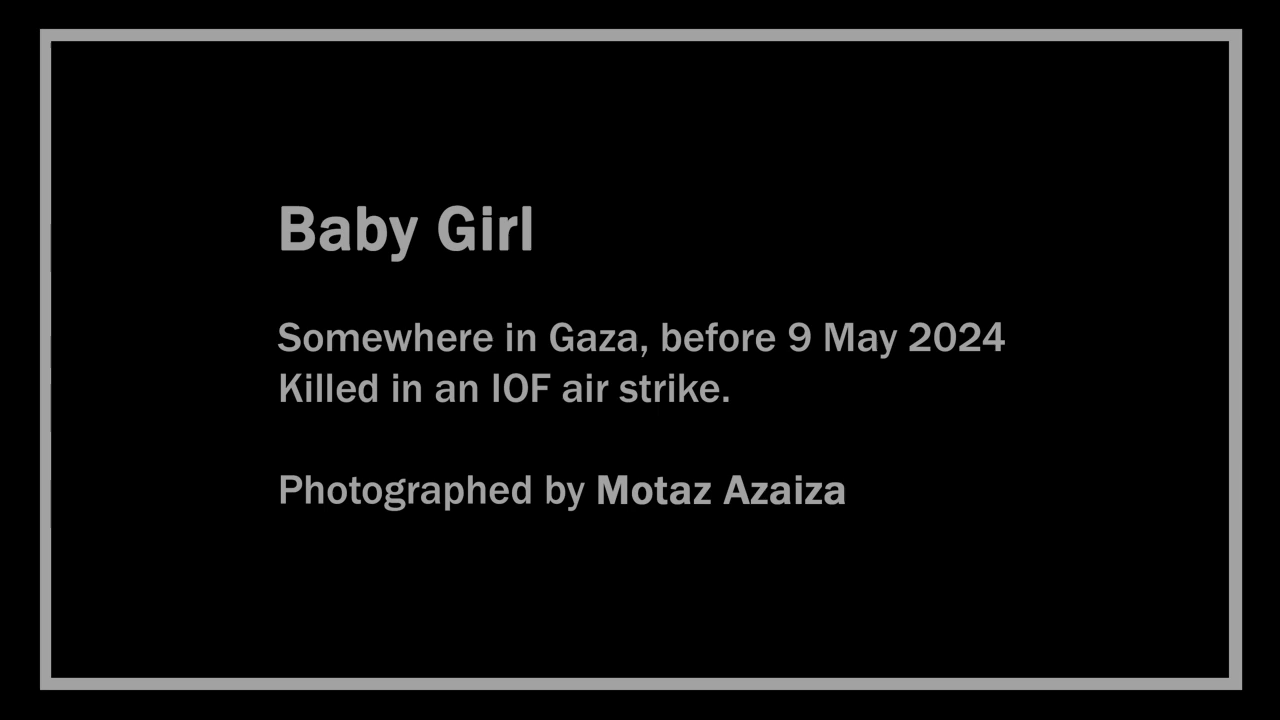 Baby Girl
Somewhere in Gaza, before 9 May 2024
Killed in an IOF air strike.
Photographed by Motaz Azaiza